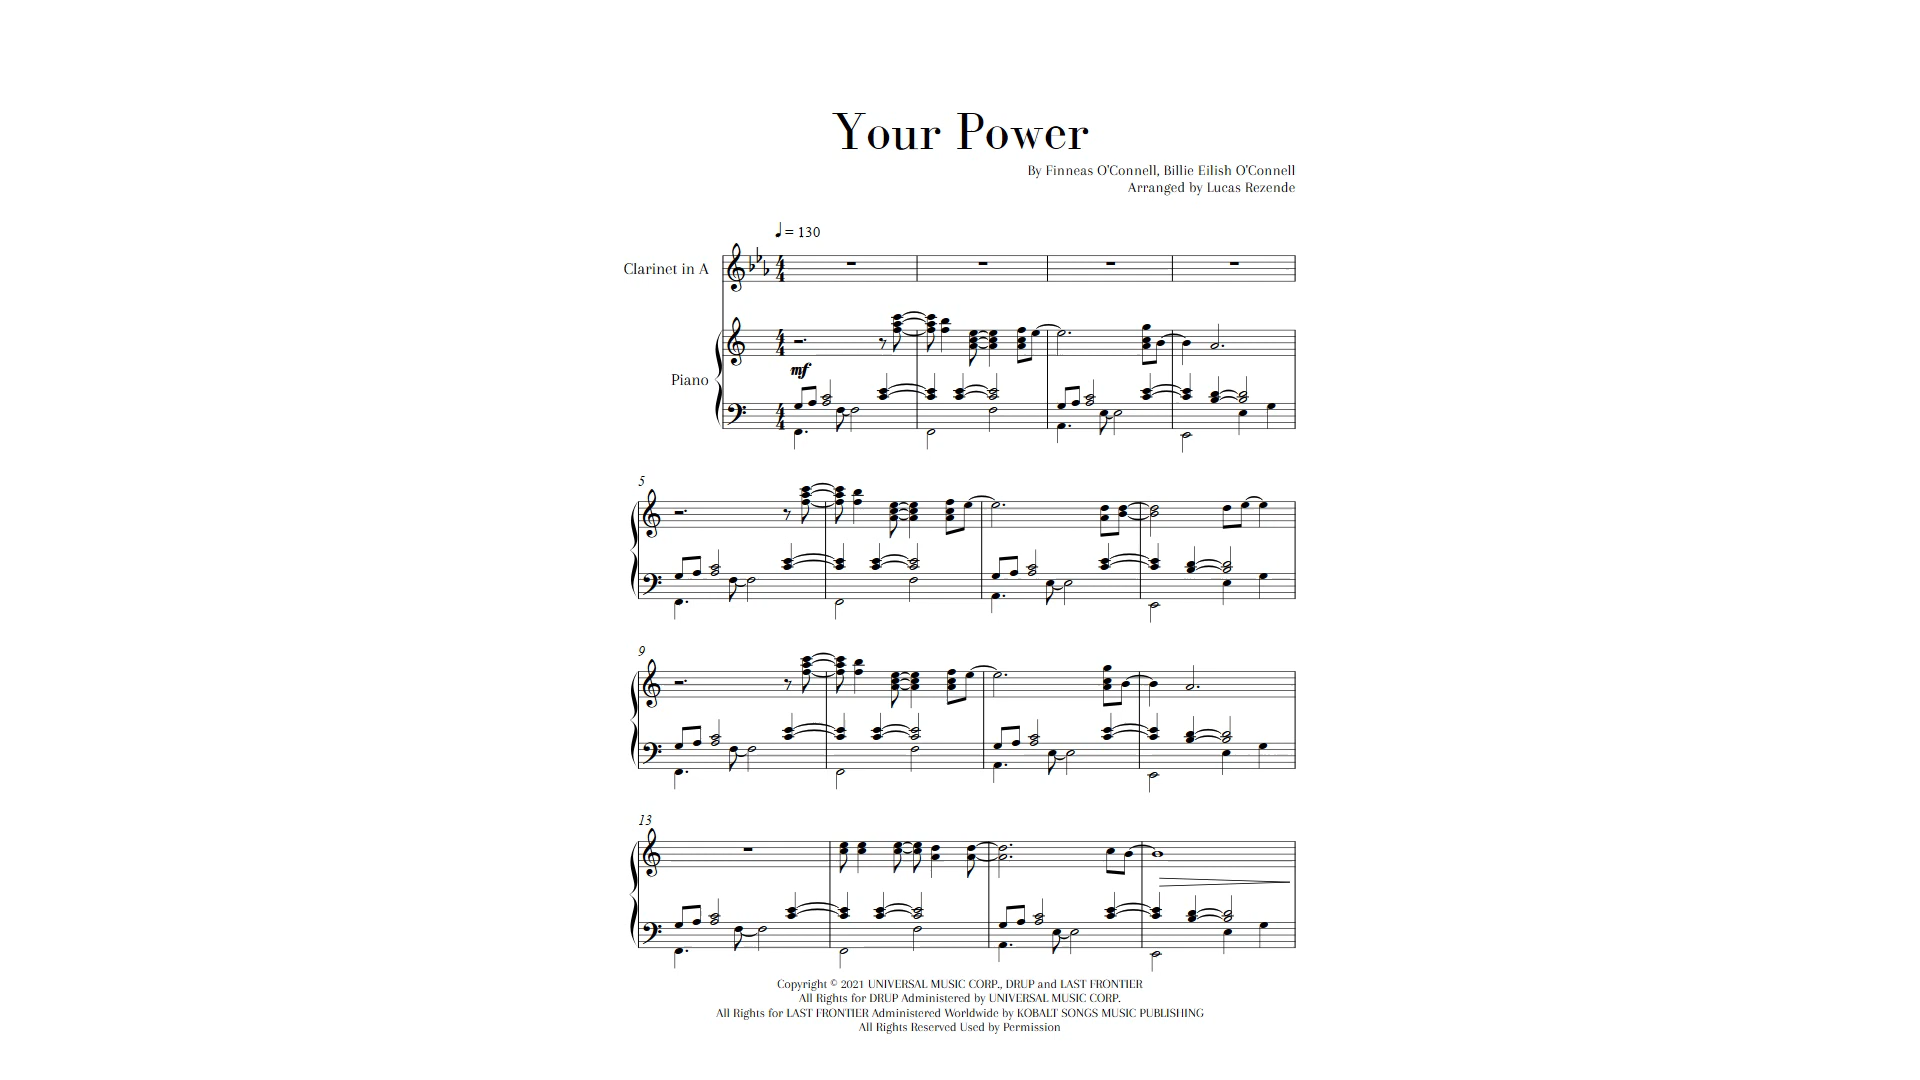 Your Power
By Finneas O'Connell, Billie Eilish O'Connell
Arranged by Lucas Rezende
♩ = 130
Clarinet in A
Piano
mf
5
9
13
Copyright © 2021 UNIVERSAL MUSIC CORP., DRUP and LAST FRONTIER
All Rights for DRUP Administered by UNIVERSAL MUSIC CORP.
All Rights for LAST FRONTIER Administered Worldwide by KOBALT SONGS MUSIC PUBLISHING
All Rights Reserved Used by Permission